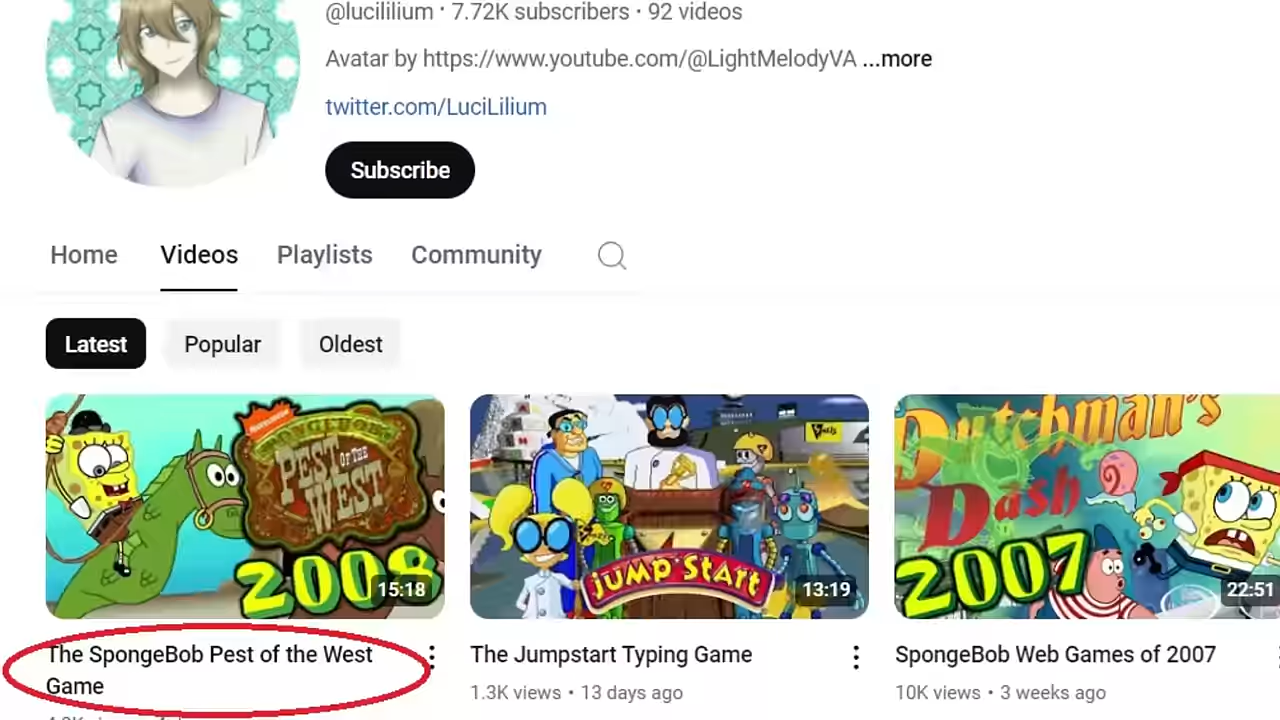 @lucililium · 7.72K subscribers · 92 videos
Avatar by https://www.youtube.com/@LightMelodyVA ...more
twitter.com/LuciLilium
Subscribe
Home Videos Playlists Community
Latest Popular Oldest
NICKELODEON
SPONGEBOB
PEST OF THE WEST
2008
15:18
JUMP START
13:19
Dutchman's
Dash
2007
22:51
The SpongeBob Pest of the West
Game
The Jumpstart Typing Game
1.3K views • 13 days ago
SpongeBob Web Games of 2007
10K views • 3 weeks ago